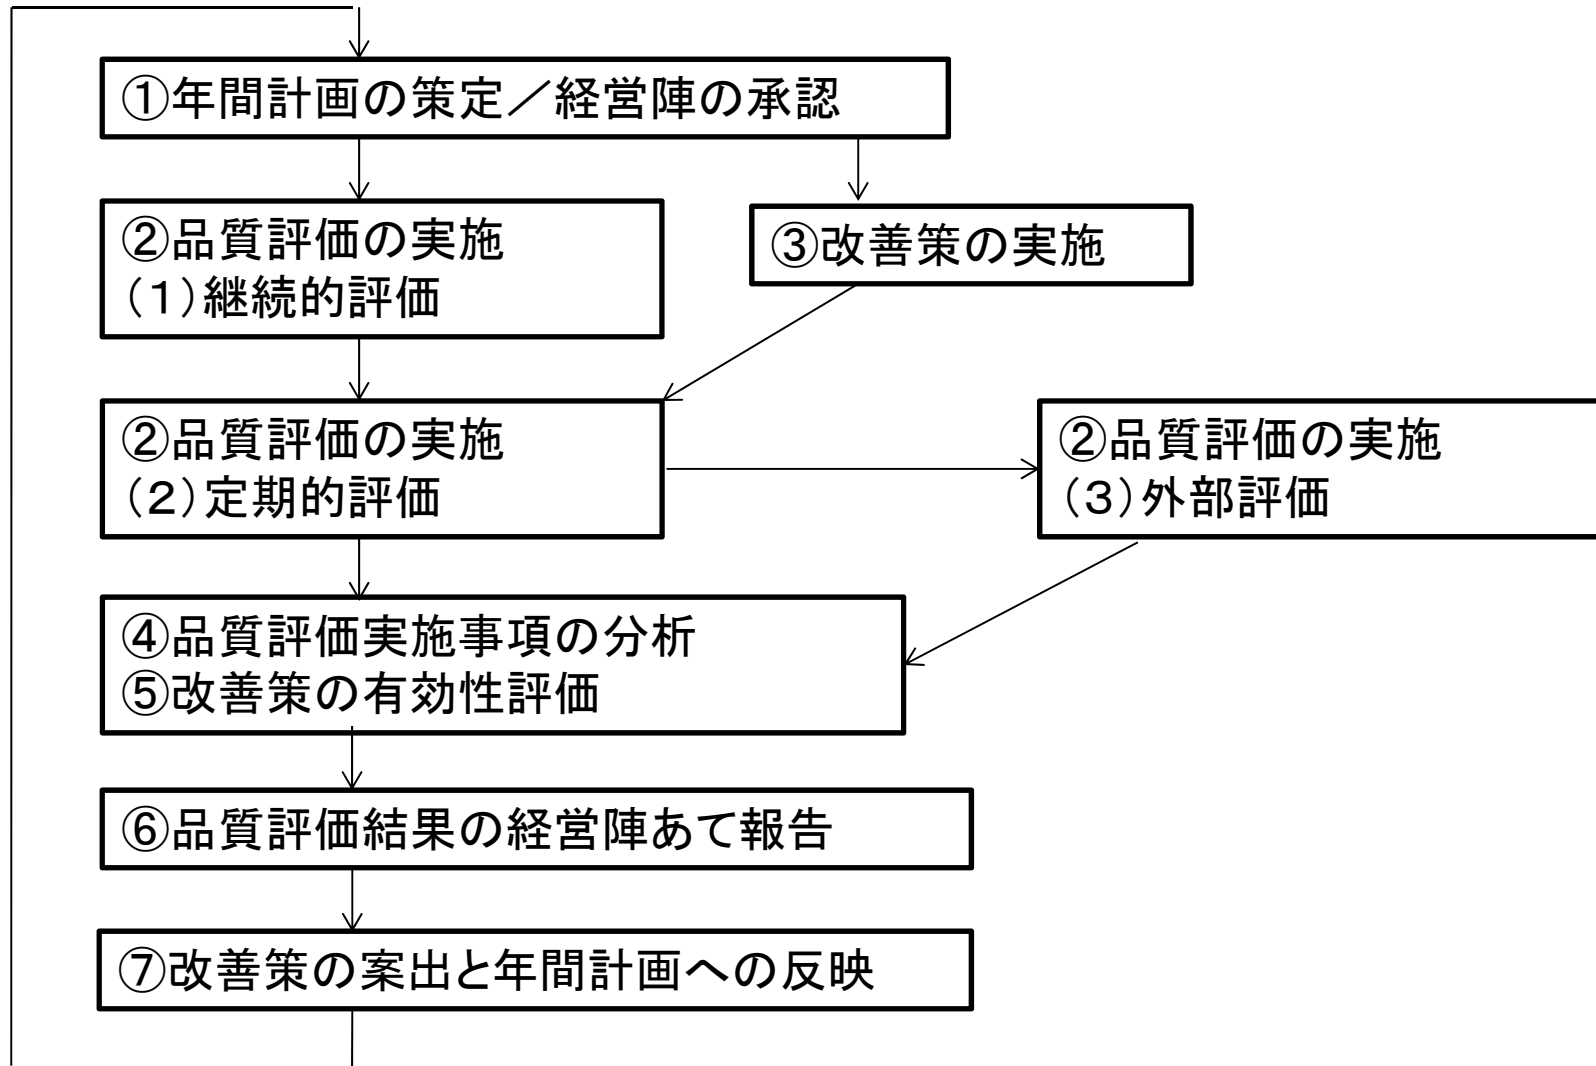 ①年間計画の策定／経営陣の承認
②品質評価の実施
（１）継続的評価
③改善策の実施
②品質評価の実施
（２）定期的評価
②品質評価の実施
（３）外部評価
④品質評価実施事項の分析
⑤改善策の有効性評価
⑥品質評価結果の経営陣あて報告
⑦改善策の案出と年間計画への反映